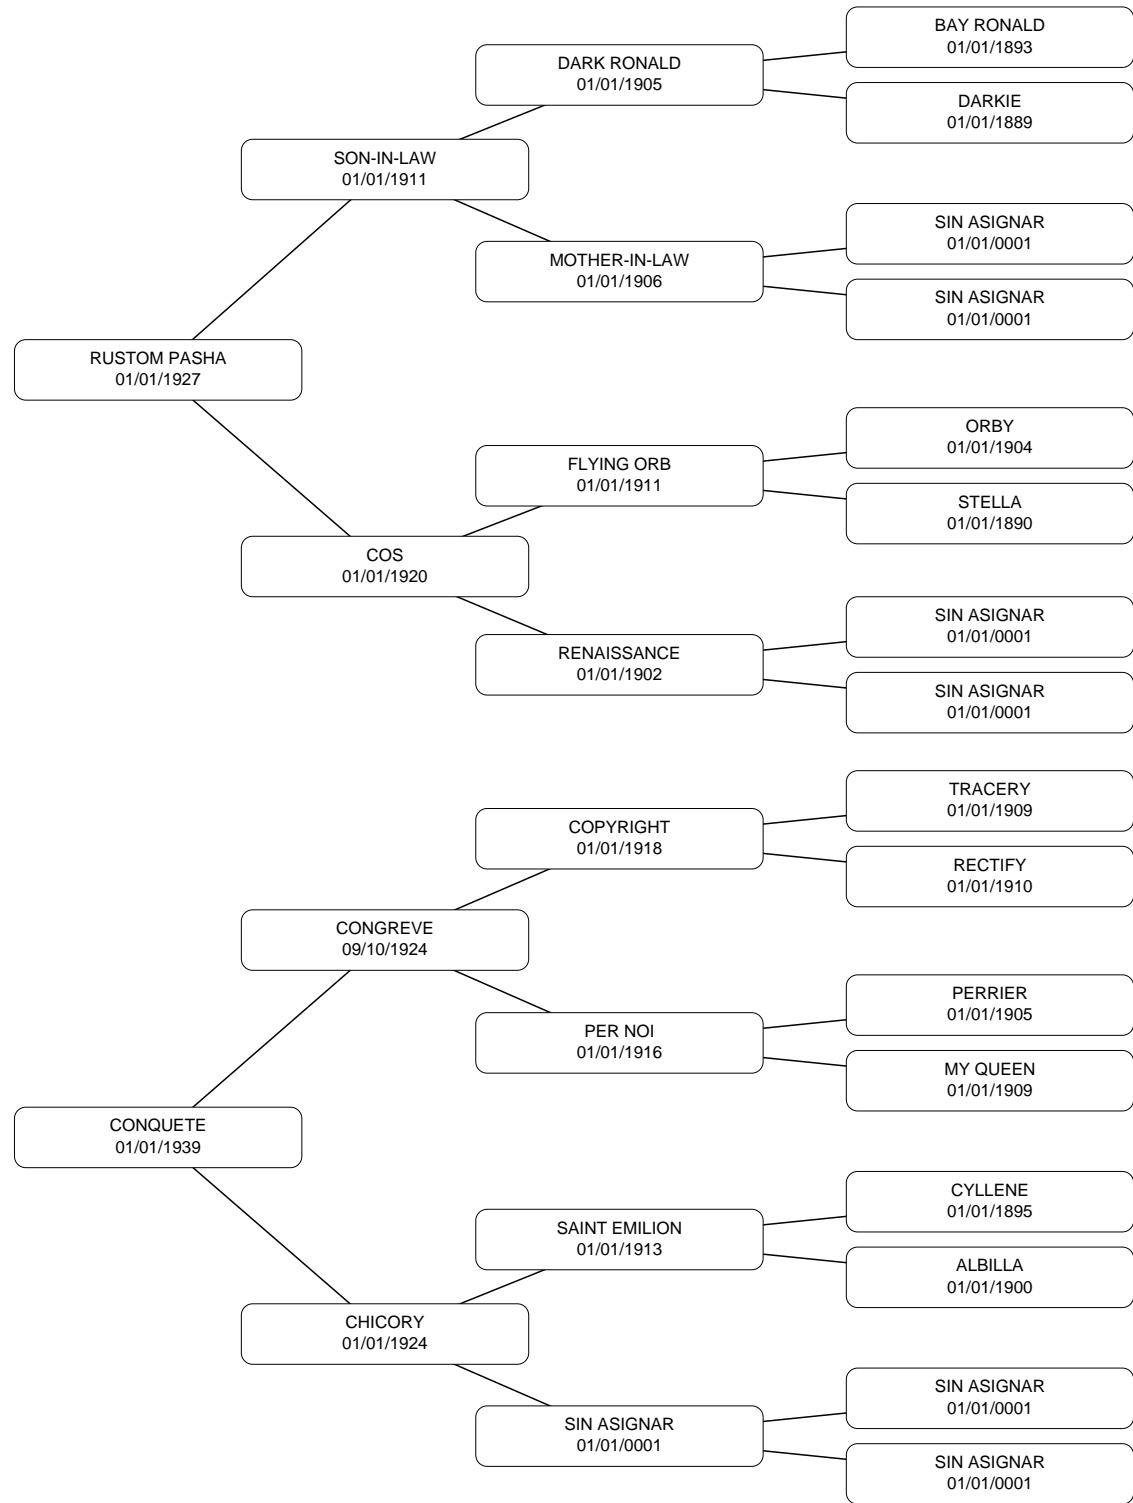 BAY RONALD
01/01/1893
DARK RONALD
01/01/1905
DARKIE
01/01/1889
SON-IN-LAW
01/01/1911
SIN ASIGNAR
01/01/0001
MOTHER-IN-LAW
01/01/1906
SIN ASIGNAR
01/01/0001
RUSTOM PASHA
01/01/1927
ORBY
01/01/1904
FLYING ORB
01/01/1911
STELLA
01/01/1890
COS
01/01/1920
SIN ASIGNAR
01/01/0001
RENAISSANCE
01/01/1902
SIN ASIGNAR
01/01/0001
TRACERY
01/01/1909
COPYRIGHT
01/01/1918
RECTIFY
01/01/1910
CONGREVE
09/10/1924
PERRIER
01/01/1905
PER NOI
01/01/1916
MY QUEEN
01/01/1909
CONQUETE
01/01/1939
CYLLENE
01/01/1895
SAINT EMILION
01/01/1913
ALBILLA
01/01/1900
CHICORY
01/01/1924
SIN ASIGNAR
01/01/0001
SIN ASIGNAR
01/01/0001
SIN ASIGNAR
01/01/0001